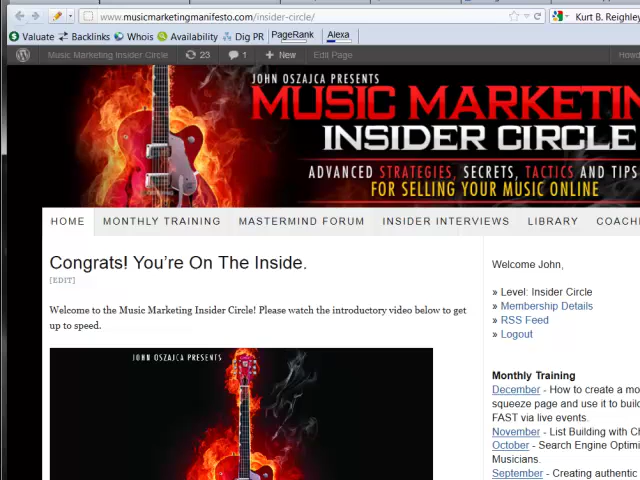 www.musicmarketingmanifesto.com/insider-circle/
Kurt B. Reighley
Valuate Backlinks Whois Availability Dig PR PageRank Alexa
Music Marketing Insider Circle 23 1 + New Edit Page Howd
JOHN OSZAJCA PRESENTS
MUSIC MARKETIN
INSIDER CIRCLE
ADVANCED STRATEGIES, SECRETS, TACTICS AND TIPS
FOR SELLING YOUR MUSIC ONLINE
HOME MONTHLY TRAINING MASTERMIND FORUM INSIDER INTERVIEWS LIBRARY COACHI
Congrats! You're On The Inside.
[EDIT]
Welcome to the Music Marketing Insider Circle! Please watch the introductory video below to get
up to speed.
JOHN OSZAJCA PRESENTS
Welcome John,
» Level: Insider Circle
» Membership Details
» RSS Feed
» Logout
Monthly Training
December - How to create a mo
squeeze page and use it to build
FAST via live events.
November - List Building with Ch
October - Search Engine Optimi
Musicians.
September - Creating authentic